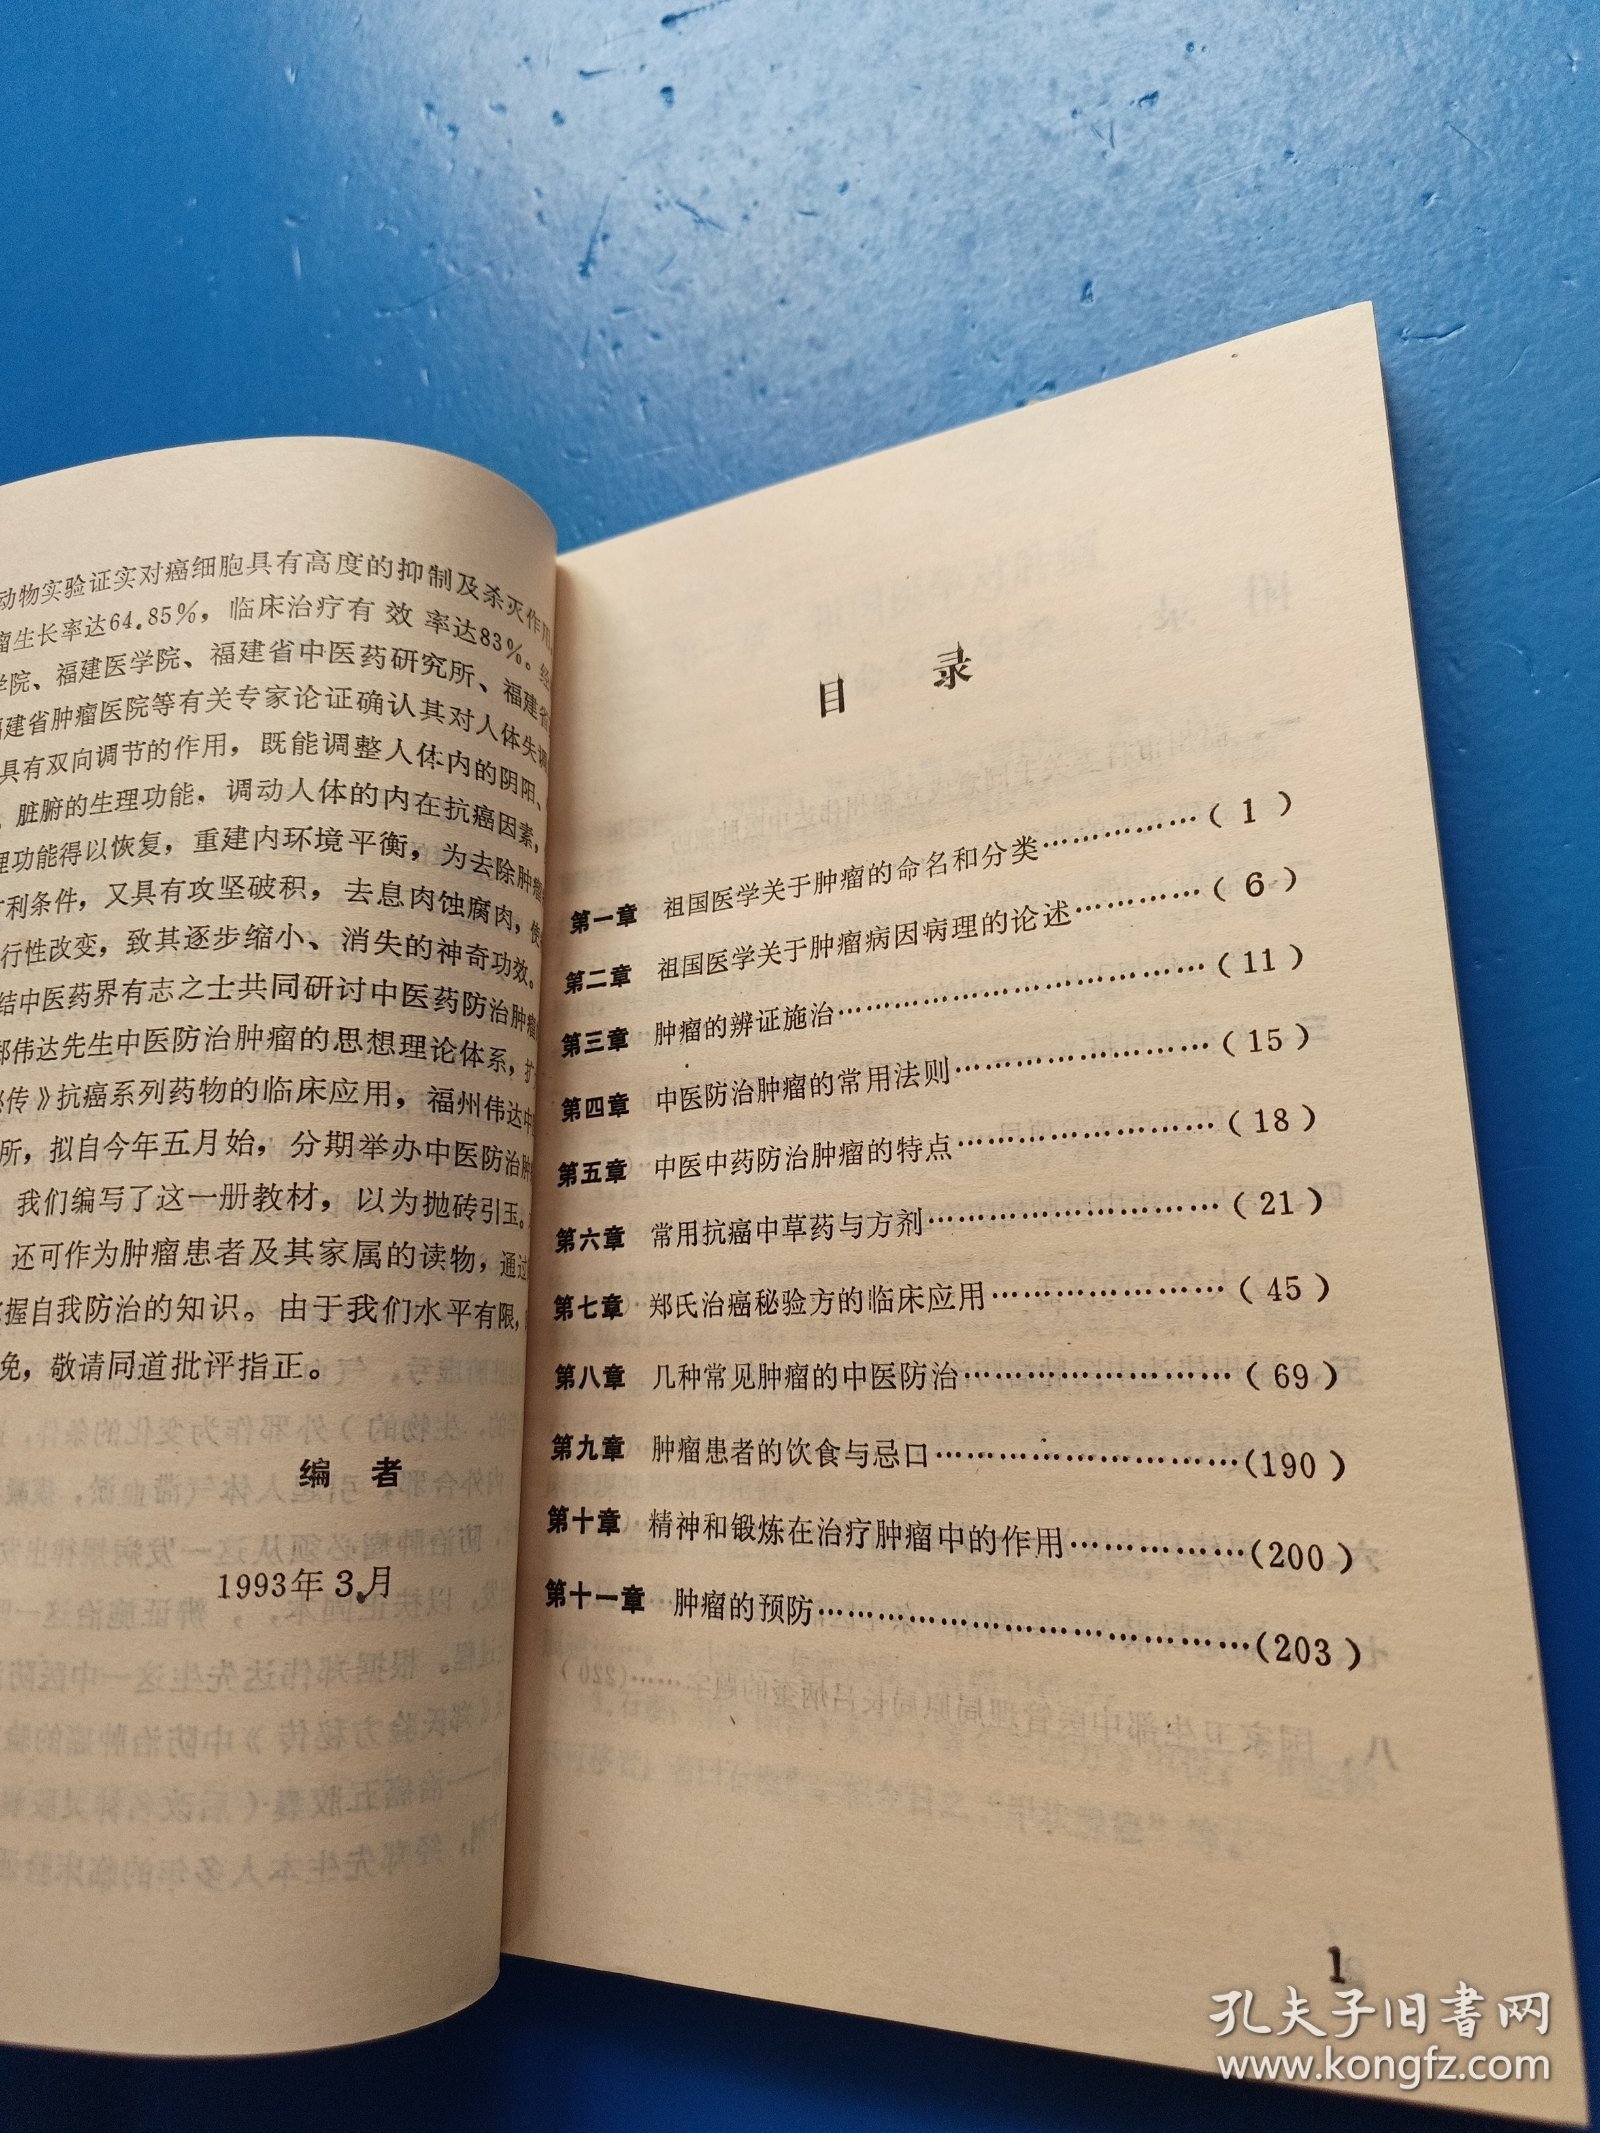 动物实验证实对癌细胞具有高度的抑制及杀灭作用,
瘤生长率达64.85%，临床治疗有效率达83%。经
学院、福建医学院、福建省中医药研究所、福建省
福建省肿瘤医院等有关专家论证确认其对人体失调
具有双向调节的作用，既能调整人体内的阴阳、
，脏腑的生理功能，调动人体的内在抗癌因素，
理功能得以恢复，重建内环境平衡，为去除肿瘤
有利条件，又具有攻坚破积，去息肉蚀腐肉，使
行性改变，致其逐步缩小、消失的神奇功效。
结中医药界有志之士共同研讨中医药防治肿瘤
郑伟达先生中医防治肿瘤的思想理论体系，扩
秘传》抗癌系列药物的临床应用，福州伟达中
所，拟自今年五月始，分期举办中医防治肿
我们编写了这一册教材，以为抛砖引玉。
还可作为肿瘤患者及其家属的读物，通过
掌握自我防治的知识。由于我们水平有限，
免，敬请同道批评指正。
编 者
1993年3月
目 录
第一章 祖国医学关于肿瘤的命名和分类……………（ 1 ）
第二章 祖国医学关于肿瘤病因病理的论述…………（ 6 ）
第三章 肿瘤的辨证施治………………………………（11）
第四章 中医防治肿瘤的常用法则……………………（15）
第五章 中医中药防治肿瘤的特点……………………（18）
第六章 常用抗癌中草药与方剂………………………（21）
第七章 郑氏治癌秘验方的临床应用…………………（45）
第八章 几种常见肿瘤的中医防治……………………（69）
第九章 肿瘤患者的饮食与忌口………………………（190）
第十章 精神和锻炼在治疗肿瘤中的作用……………（200）
第十一章 肿瘤的预防…………………………………（203）
1
孔夫子旧书网
www.kongfz.com